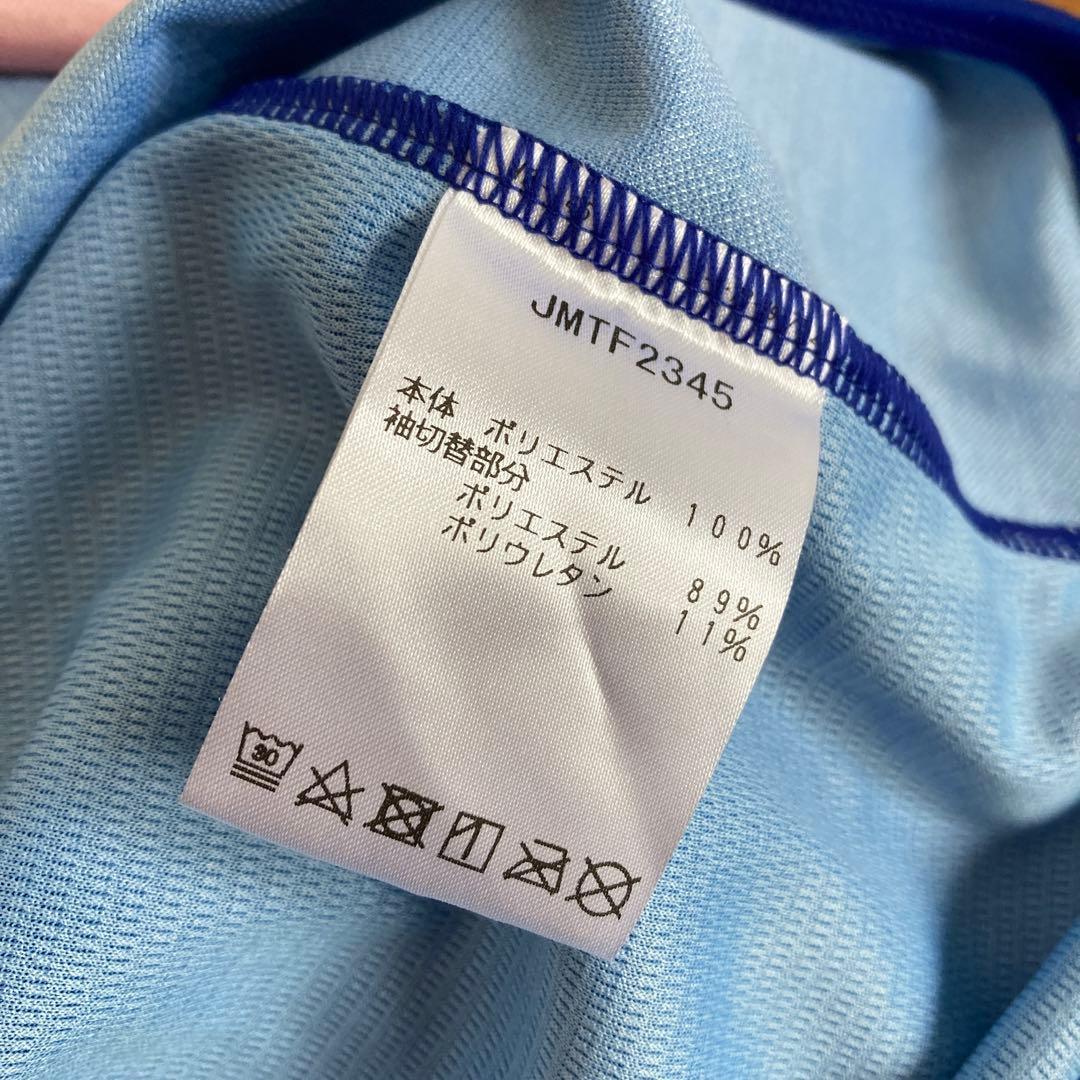 JMTF2345
本体 ポリエステル 100%
袖切替部分
ポリエステル 89%
ポリウレタン 11%
30